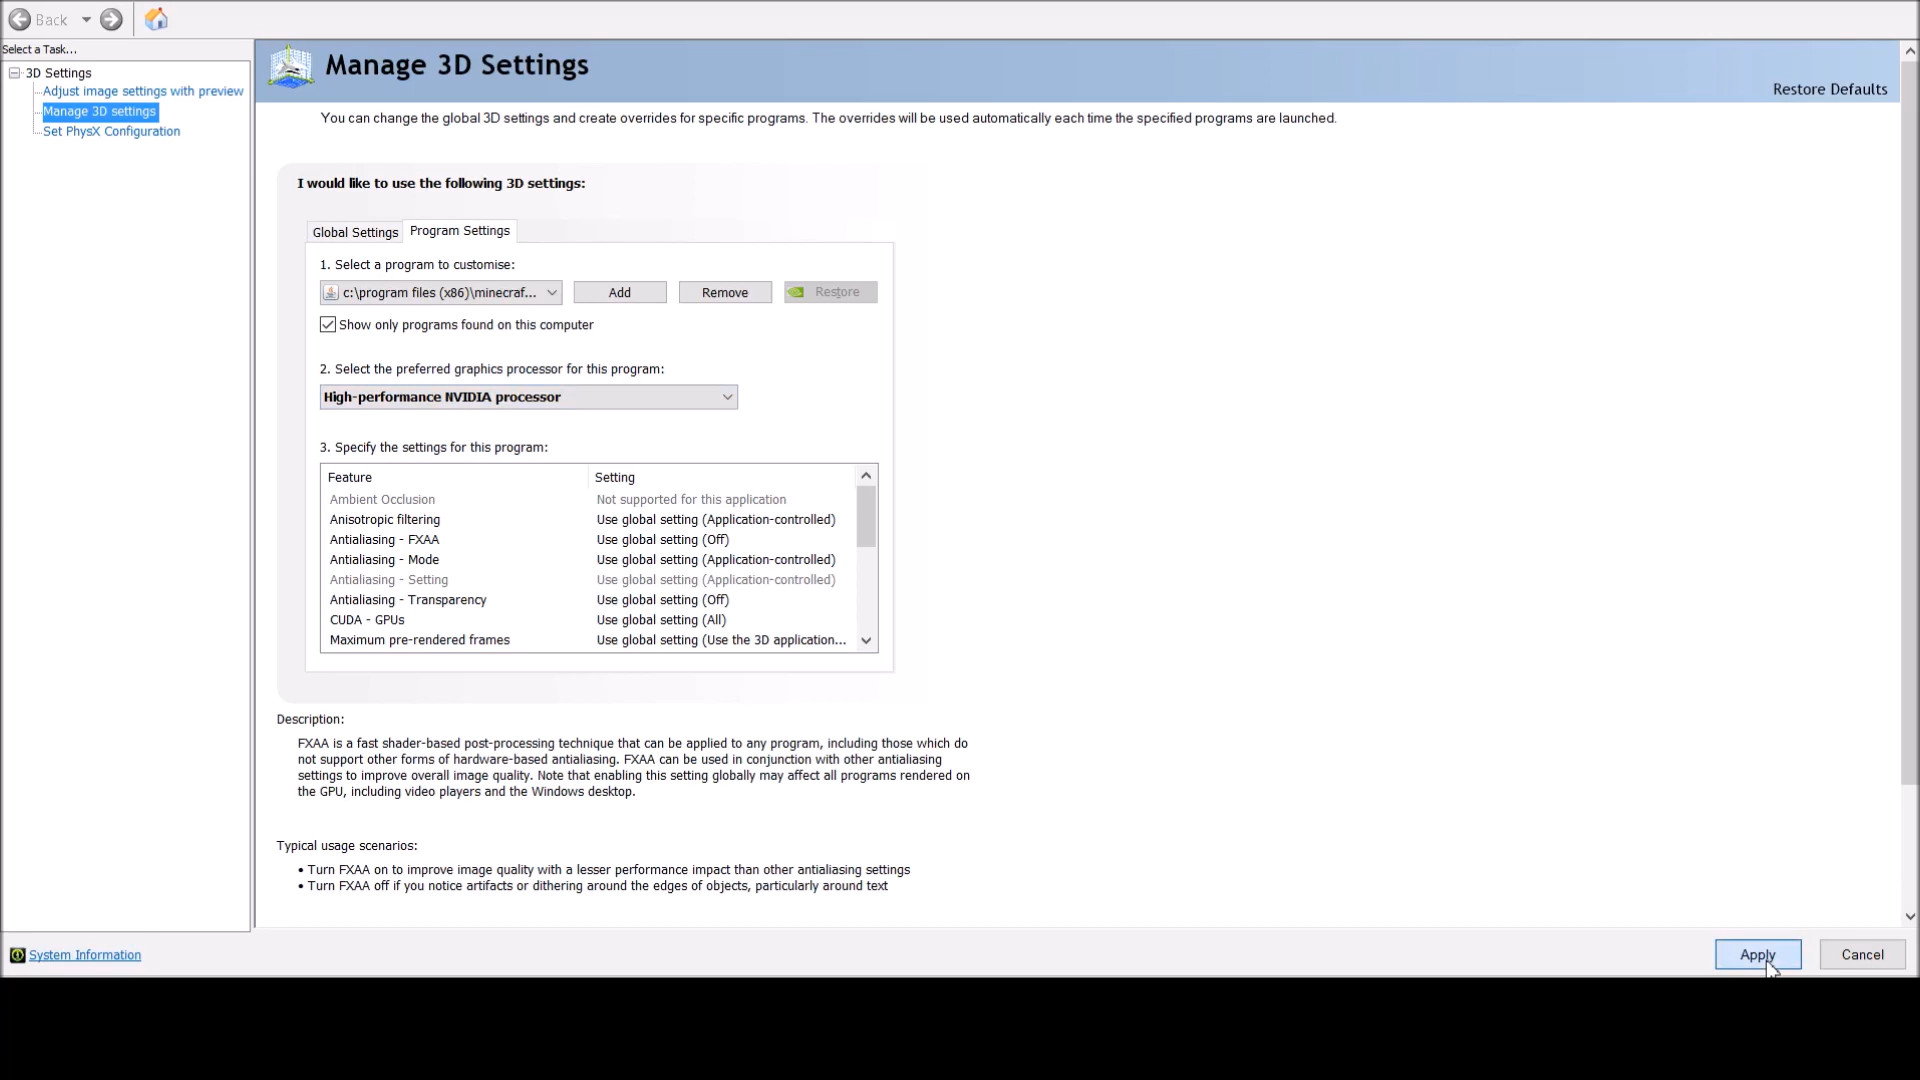 Back
Select a Task...
3D Settings
Adjust image settings with preview
Manage 3D settings
Set PhysX Configuration
Manage 3D Settings
Restore Defaults
You can change the global 3D settings and create overrides for specific programs. The overrides will be used automatically each time the specified programs are launched.
I would like to use the following 3D settings:
Global Settings
Program Settings
1. Select a program to customise:
c:\program files (x86)\minecraf...
Add
Remove
Restore
Show only programs found on this computer
2. Select the preferred graphics processor for this program:
High-performance NVIDIA processor
3. Specify the settings for this program:
Feature Setting
Ambient Occlusion Not supported for this application
Anisotropic filtering Use global setting (Application-controlled)
Antialiasing - FXAA Use global setting (Off)
Antialiasing - Mode Use global setting (Application-controlled)
Antialiasing - Setting Use global setting (Application-controlled)
Antialiasing - Transparency Use global setting (Off)
CUDA - GPUs Use global setting (All)
Maximum pre-rendered frames Use global setting (Use the 3D application...
Description:
FXAA is a fast shader-based post-processing technique that can be applied to any program, including those which do
not support other forms of hardware-based antialiasing. FXAA can be used in conjunction with other antialiasing
settings to improve overall image quality. Note that enabling this setting globally may affect all programs rendered on
the GPU, including video players and the Windows desktop.
Typical usage scenarios:
• Turn FXAA on to improve image quality with a lesser performance impact than other antialiasing settings
• Turn FXAA off if you notice artifacts or dithering around the edges of objects, particularly around text
System Information
Apply
Cancel